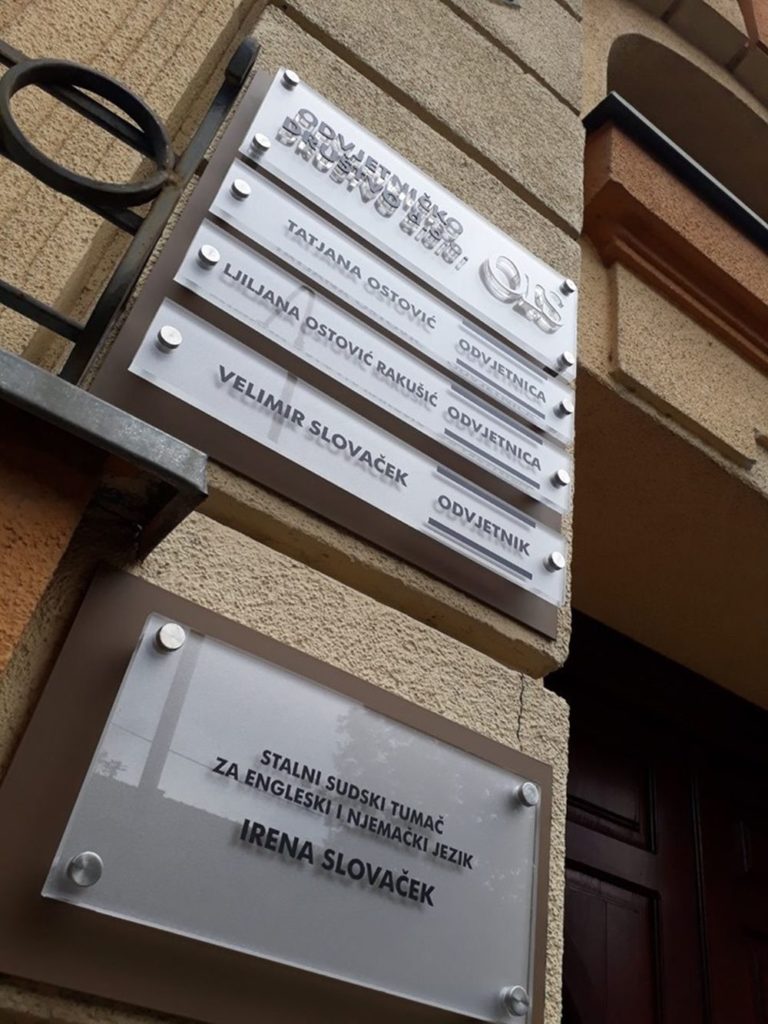 ODVJETNIČKO
DRUŠTVO
TATJANA OSTOVIĆ ODVJETNICA
LJILJANA OSTOVIĆ RAKUŠIĆ ODVJETNICA
VELIMIR SLOVAČEK ODVJETNIK
STALNI SUDSKI TUMAČ
ZA ENGLESKI I NJEMAČKI JEZIK
IRENA SLOVAČEK